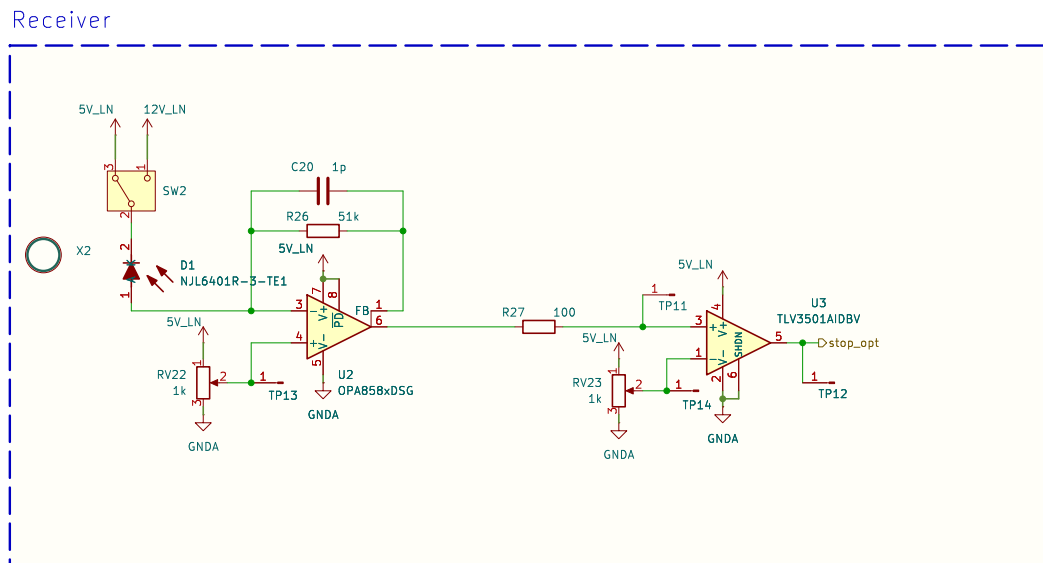 Receiver
5V_LN
12V_LN
3
1
SW2
2
C20
1p
R26
51k
X2
2
D1
NJL6401R-3-TE1
1
5V_LN
7
8
V+
PD
FB
1
6
3
4
-
+
V-
5
U2
OPA858xDSG
GNDA
5V_LN
1
RV22
1k
2
3
1
TP13
GNDA
R27
100
1
TP11
5V_LN
4
U3
TLV3501AIDBV
3
1
+
-
V+
V-
SHDN
5
stop_opt
2
6
GNDA
1
TP12
5V_LN
1
RV23
1k
2
3
1
TP14
GNDA